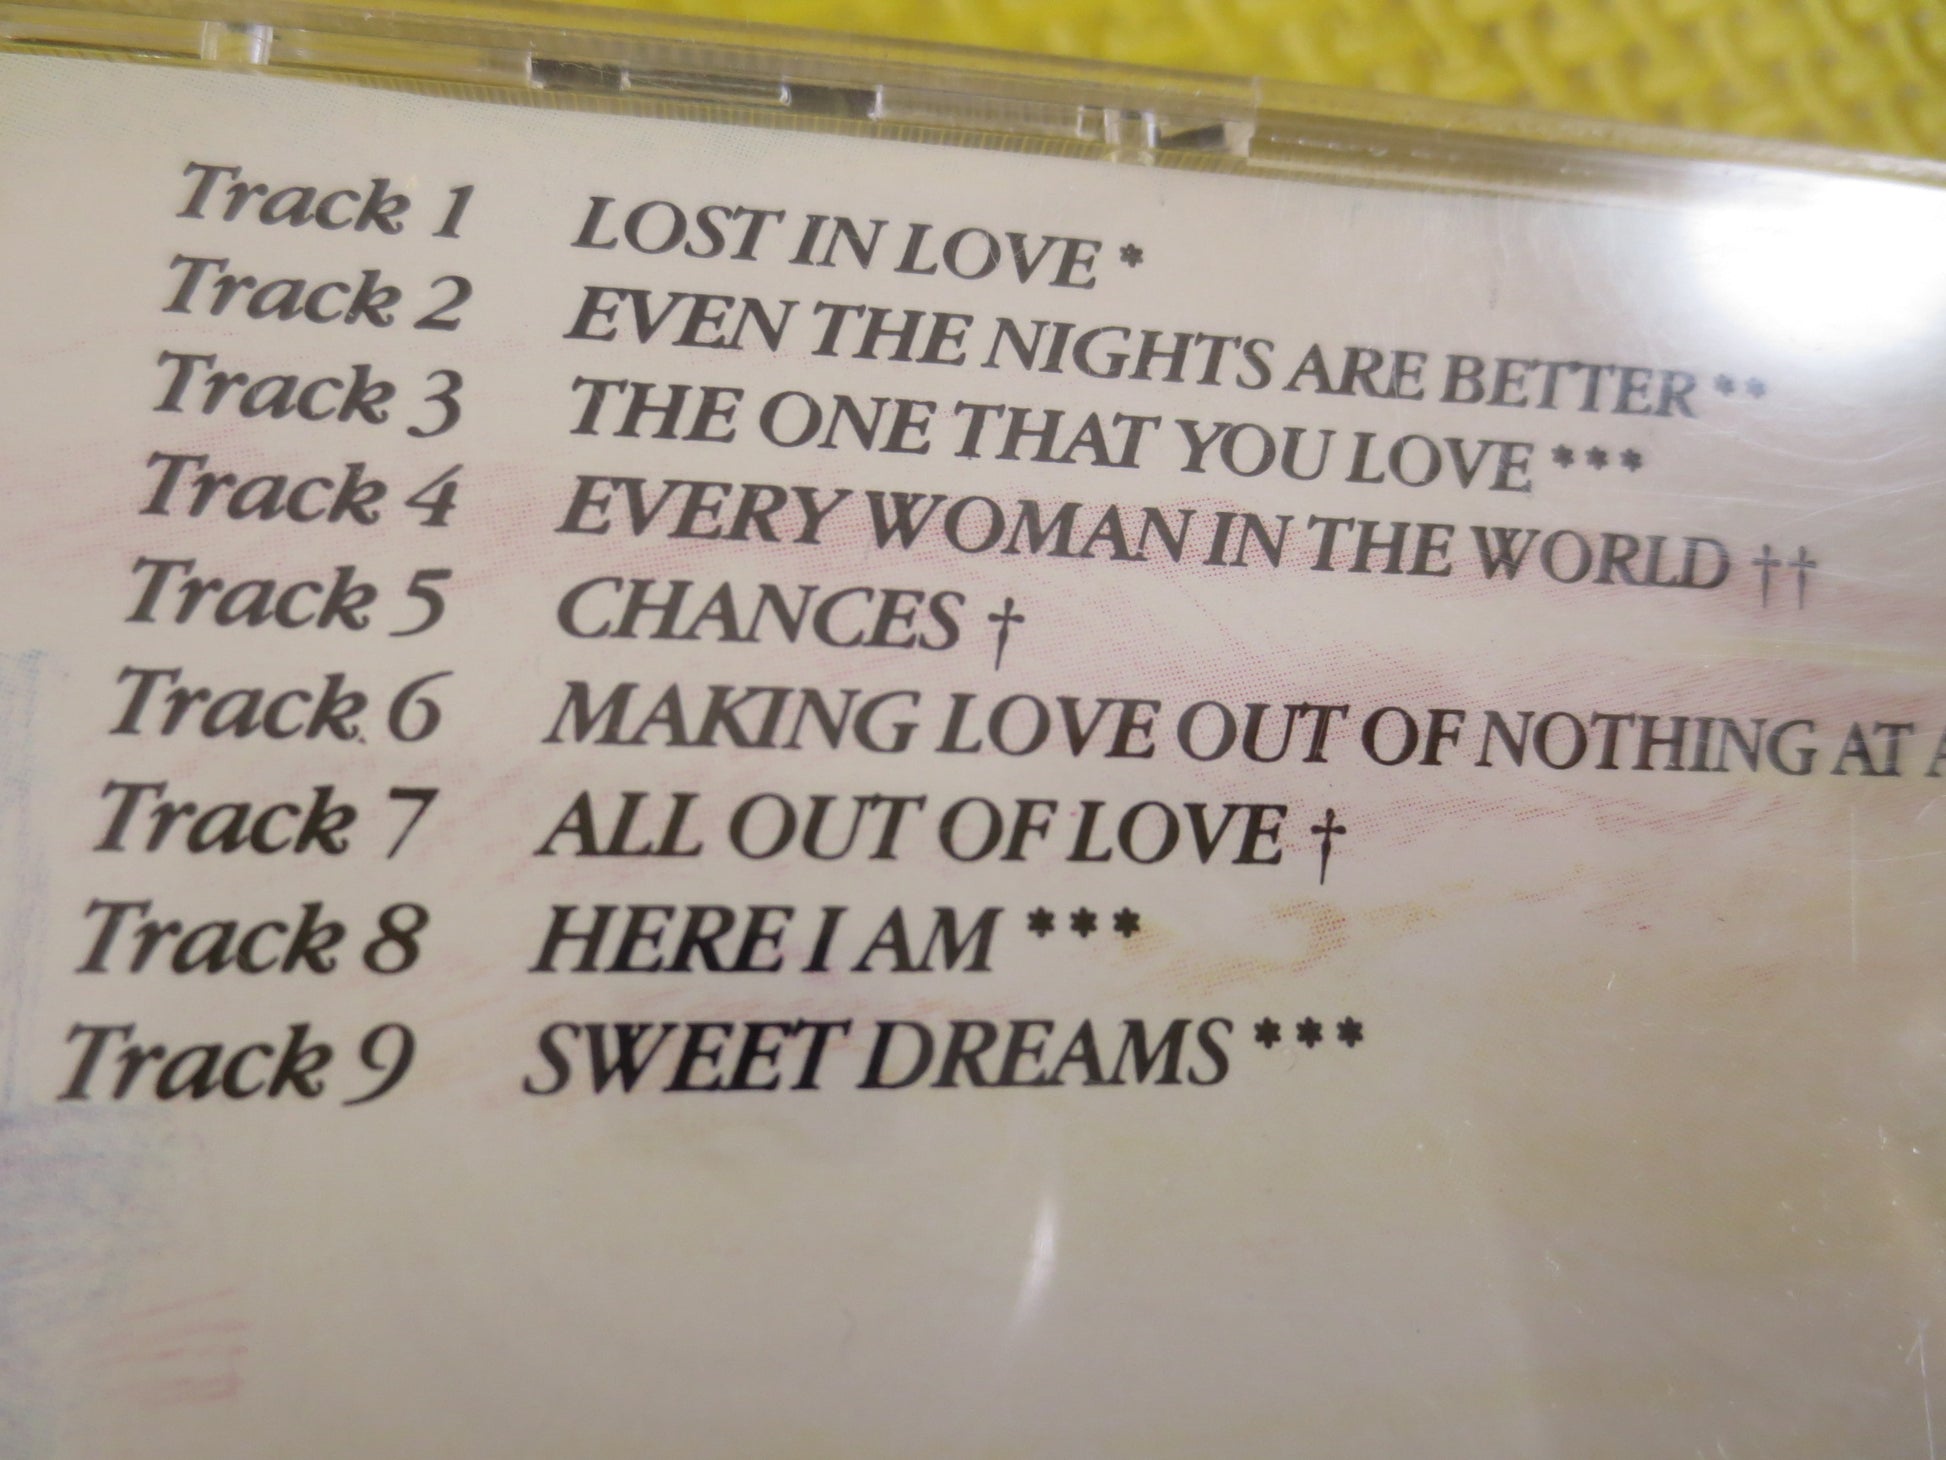 Track 1 LOST IN LOVE *
Track 2 EVEN THE NIGHTS ARE BETTER **
Track 3 THE ONE THAT YOU LOVE ***
Track 4 EVERY WOMAN IN THE WORLD ††
Track 5 CHANCES †
Track 6 MAKING LOVE OUT OF NOTHING AT
Track 7 ALL OUT OF LOVE †
Track 8 HERE I AM ***
Track 9 SWEET DREAMS ***